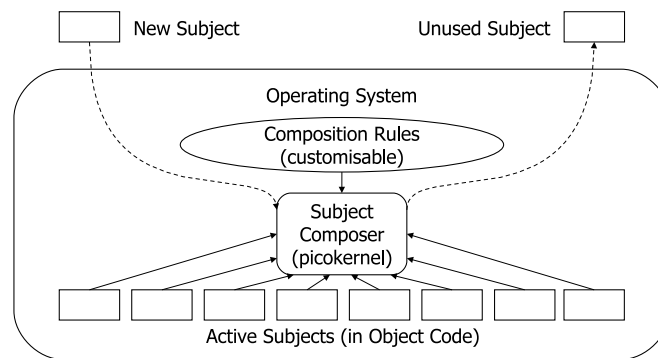 New Subject
Unused Subject
Operating System
Composition Rules
(customisable)
Subject
Composer
(picokernel)
Active Subjects (in Object Code)